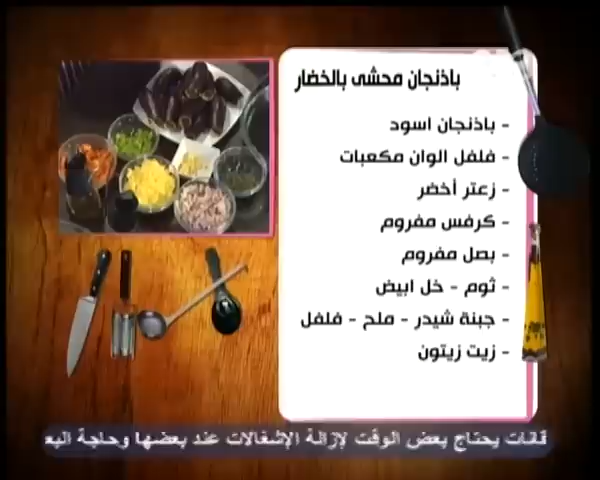 باذنجان محشى بالخضار
- باذنجان اسود
- فلفل الوان مكعبات
- زعتر أخضر
- كرفس مفروم
- بصل مفروم
- ثوم - خل ابيض
- جبنة شيدر - ملح - فلفل
- زيت زيتون
قانات يحتاج بعض الوقت لإزالة الإشغالات عند بعضها وحاجة البع